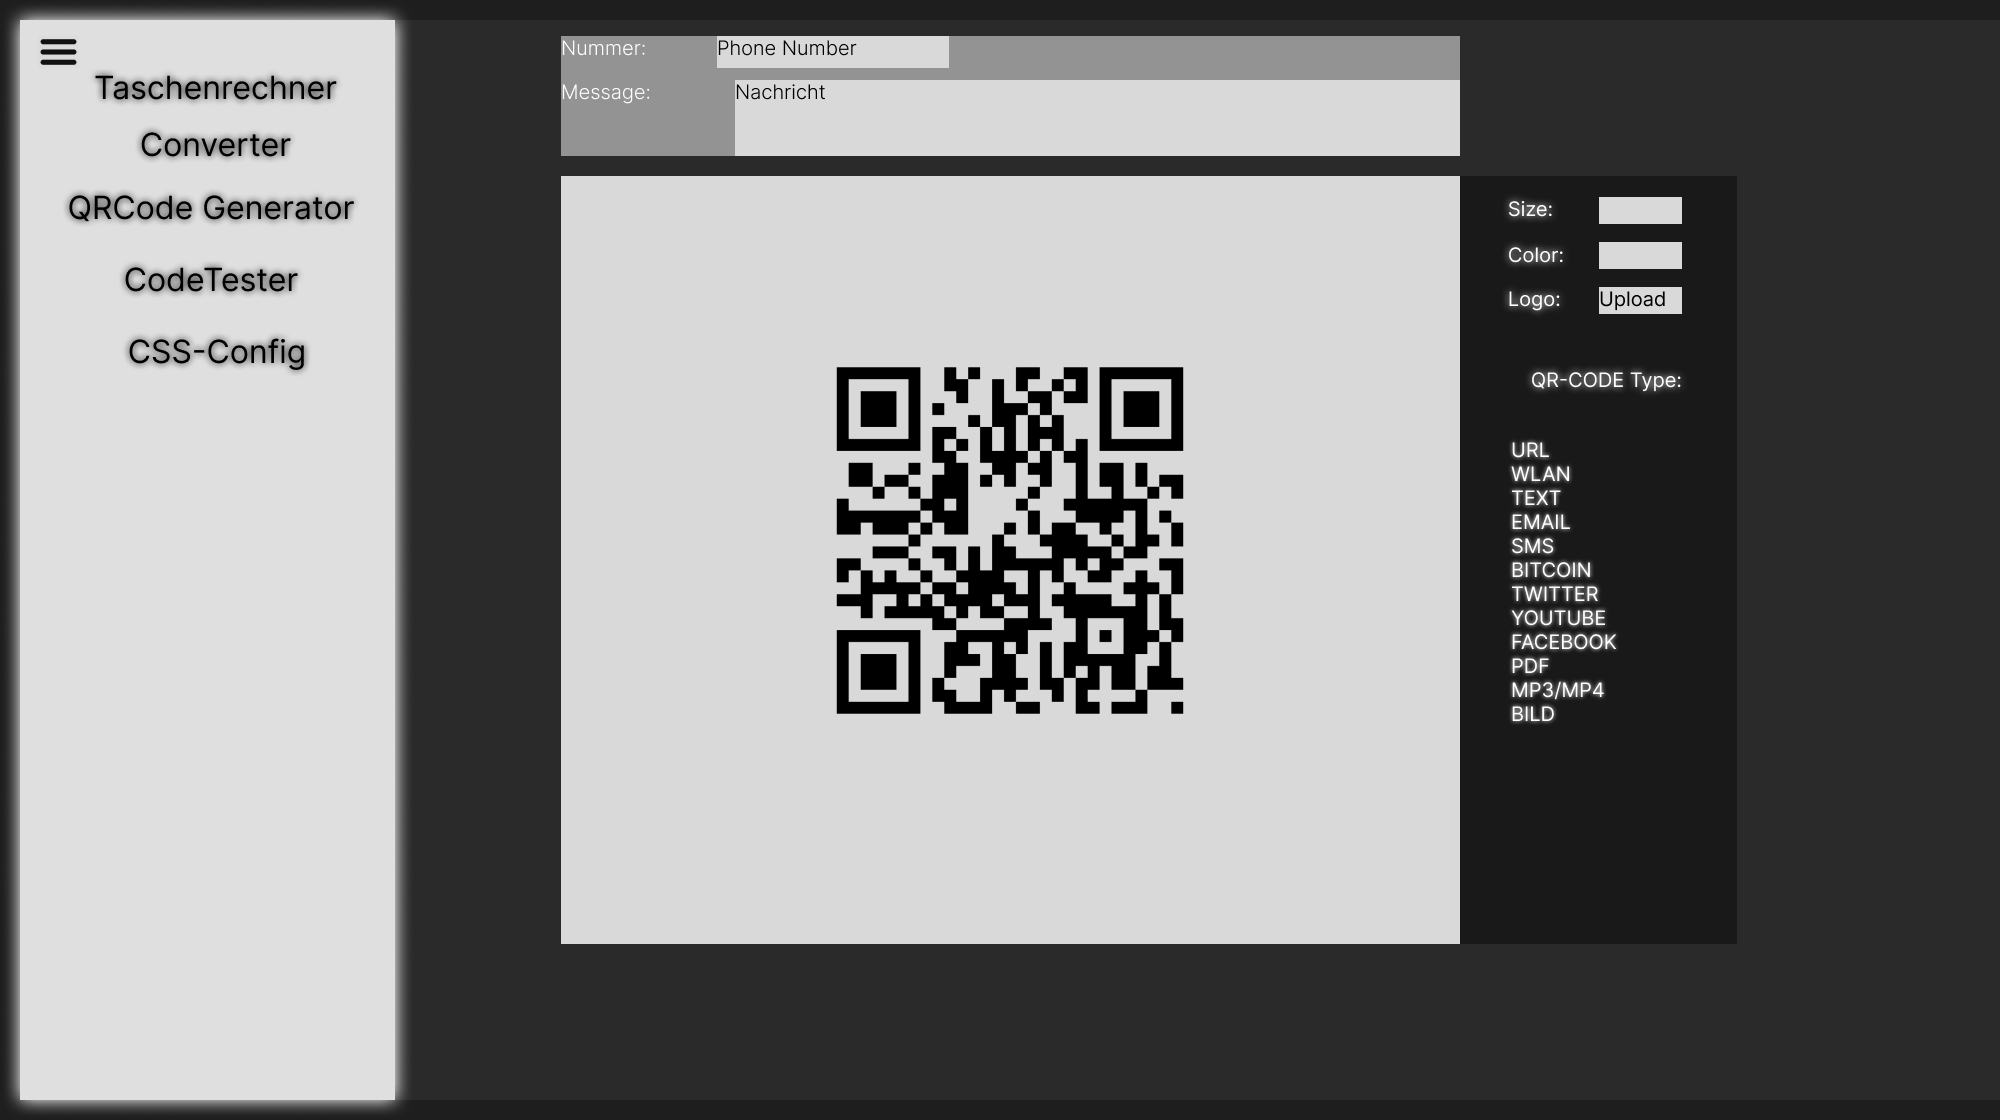 Taschenrechner
Converter
QRCode Generator
CodeTester
CSS-Config
Nummer: Phone Number
Message: Nachricht
Size:
Color:
Logo: Upload
QR-CODE Type:
URL
WLAN
TEXT
EMAIL
SMS
BITCOIN
TWITTER
YOUTUBE
FACEBOOK
PDF
MP3/MP4
BILD